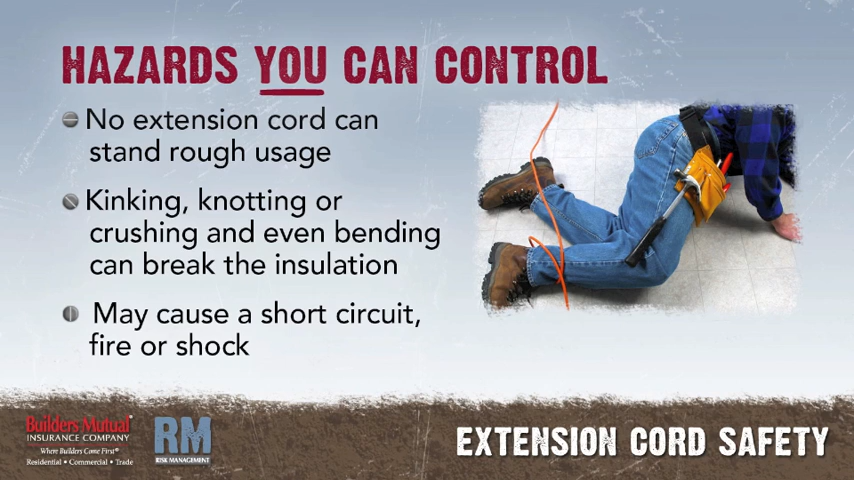 HAZARDS YOU CAN CONTROL
No extension cord can
stand rough usage
Kinking, knotting or
crushing and even bending
can break the insulation
May cause a short circuit,
fire or shock
Builders Mutual®
INSURANCE COMPANY
Where Builders Come First®
Residential • Commercial • Trade
RM
RISK MANAGEMENT
EXTENSION CORD SAFETY